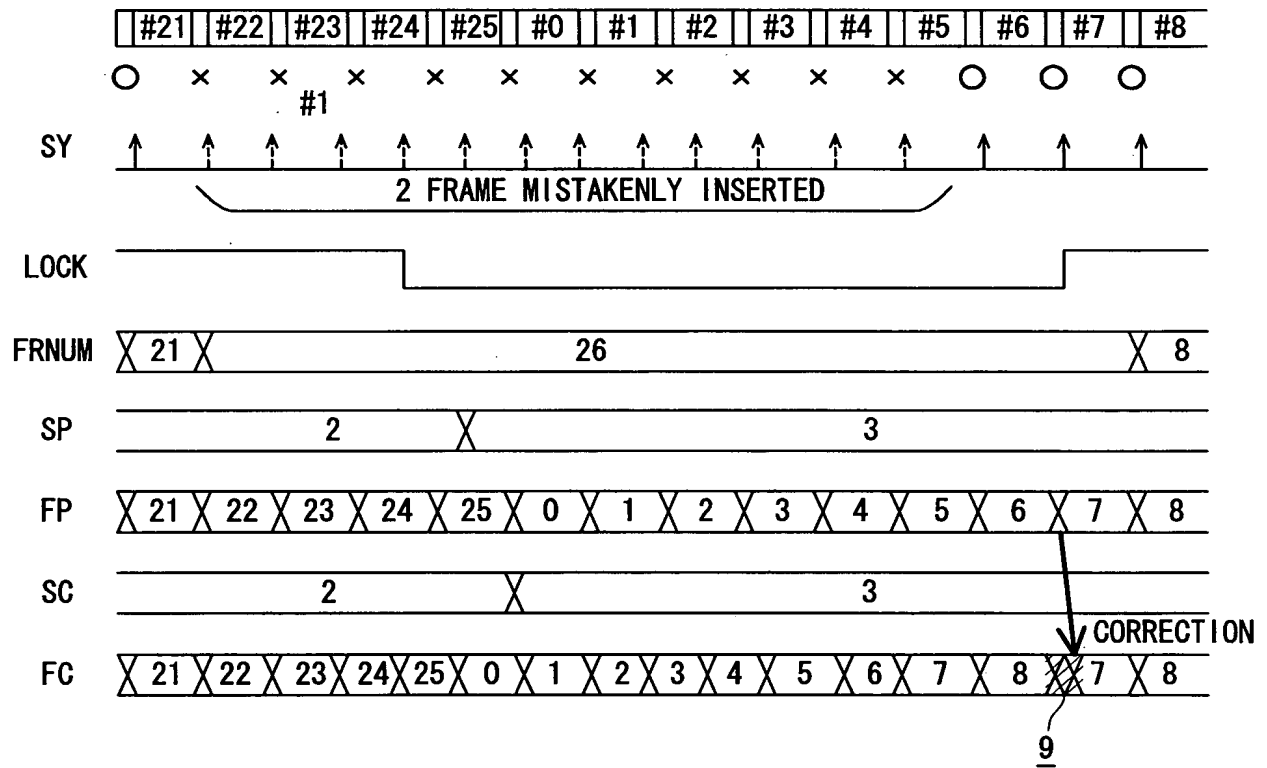 #21 #22 #23 #24 #25 #0 #1 #2 #3 #4 #5 #6 #7 #8
○ × × × × × × × × × × ○ ○ ○
#1
SY
2 FRAME MISTAKENLY INSERTED
LOCK
FRNUM 21 26 8
SP 2 3
FP 21 22 23 24 25 0 1 2 3 4 5 6 7 8
SC 2 3
CORRECTION
FC 21 22 23 24 25 0 1 2 3 4 5 6 7 8 7 8
9